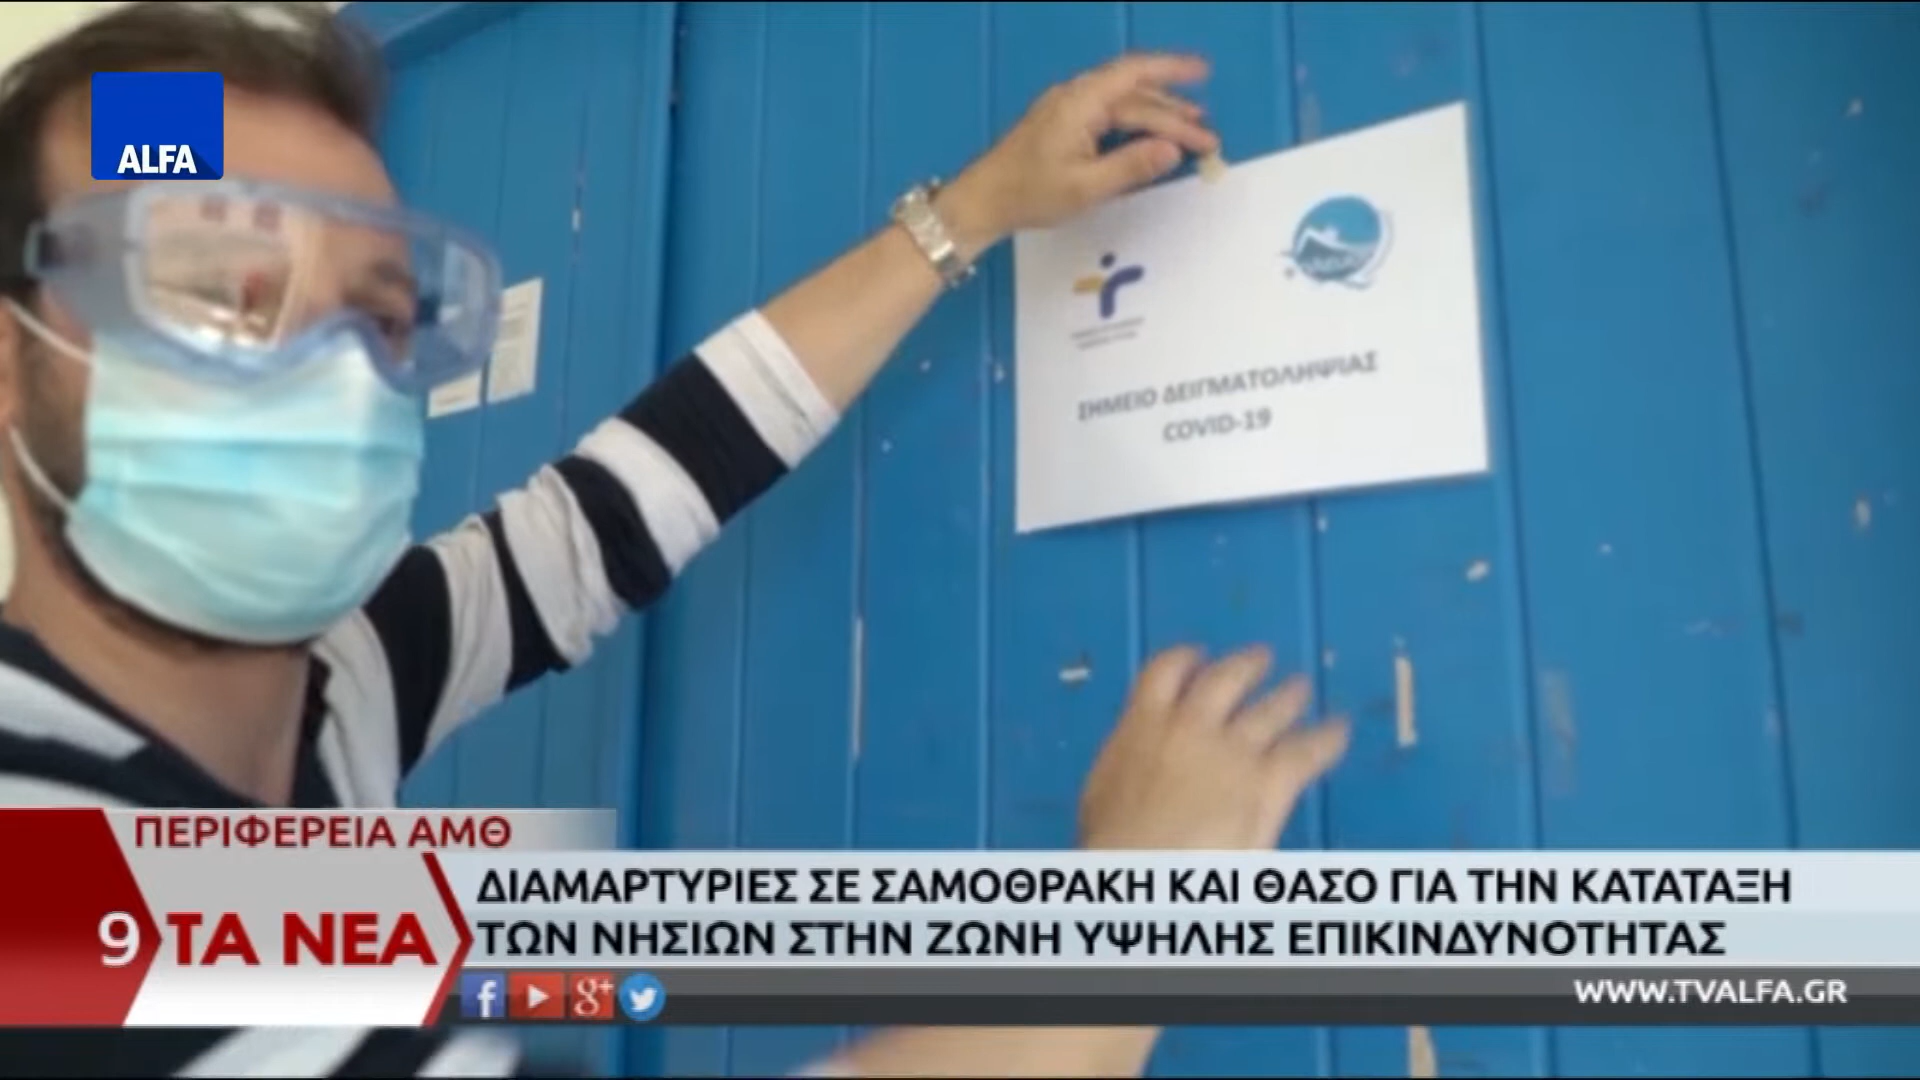 ALFA
ΣΗΜΕΙΟ ΔΕΙΓΜΑΤΟΛΗΨΙΑΣ
COVID-19
ΠΕΡΙΦΕΡΕΙΑ ΑΜΘ
9 ΤΑ ΝΕΑ
ΔΙΑΜΑΡΤΥΡΙΕΣ ΣΕ ΣΑΜΟΘΡΑΚΗ ΚΑΙ ΘΑΣΟ ΓΙΑ ΤΗΝ ΚΑΤΑΤΑΞΗ
ΤΩΝ ΝΗΣΙΩΝ ΣΤΗΝ ΖΩΝΗ ΥΨΗΛΗΣ ΕΠΙΚΙΝΔΥΝΟΤΗΤΑΣ
f g+
WWW.TVALFA.GR